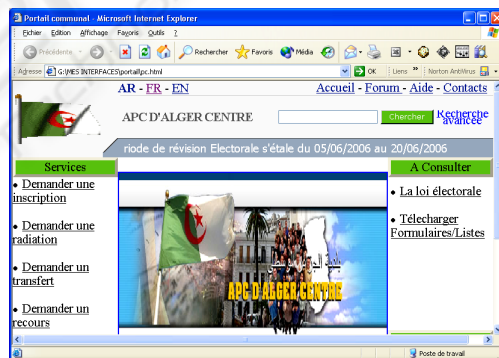 Portail communal - Microsoft Internet Explorer
Fichier Edition Affichage Favoris Outils ?
Précédente Rechercher Favoris Média
Adresse G:\MES INTERFACES\portail\pc.html OK Liens » Norton AntiVirus
AR - FR - EN Accueil - Forum - Aide - Contacts
APC D'ALGER CENTRE Chercher Recherche avancée
riode de révision Electorale s'étale du 05/06/2006 au 20/06/2006
Services
• Demander une
inscription
• Demander une
radiation
• Demander un
transfert
• Demander un
recours
APC D'ALGER CENTRE
A Consulter
• La loi électorale
• Télecharger
Formulaires/Listes
Poste de travail